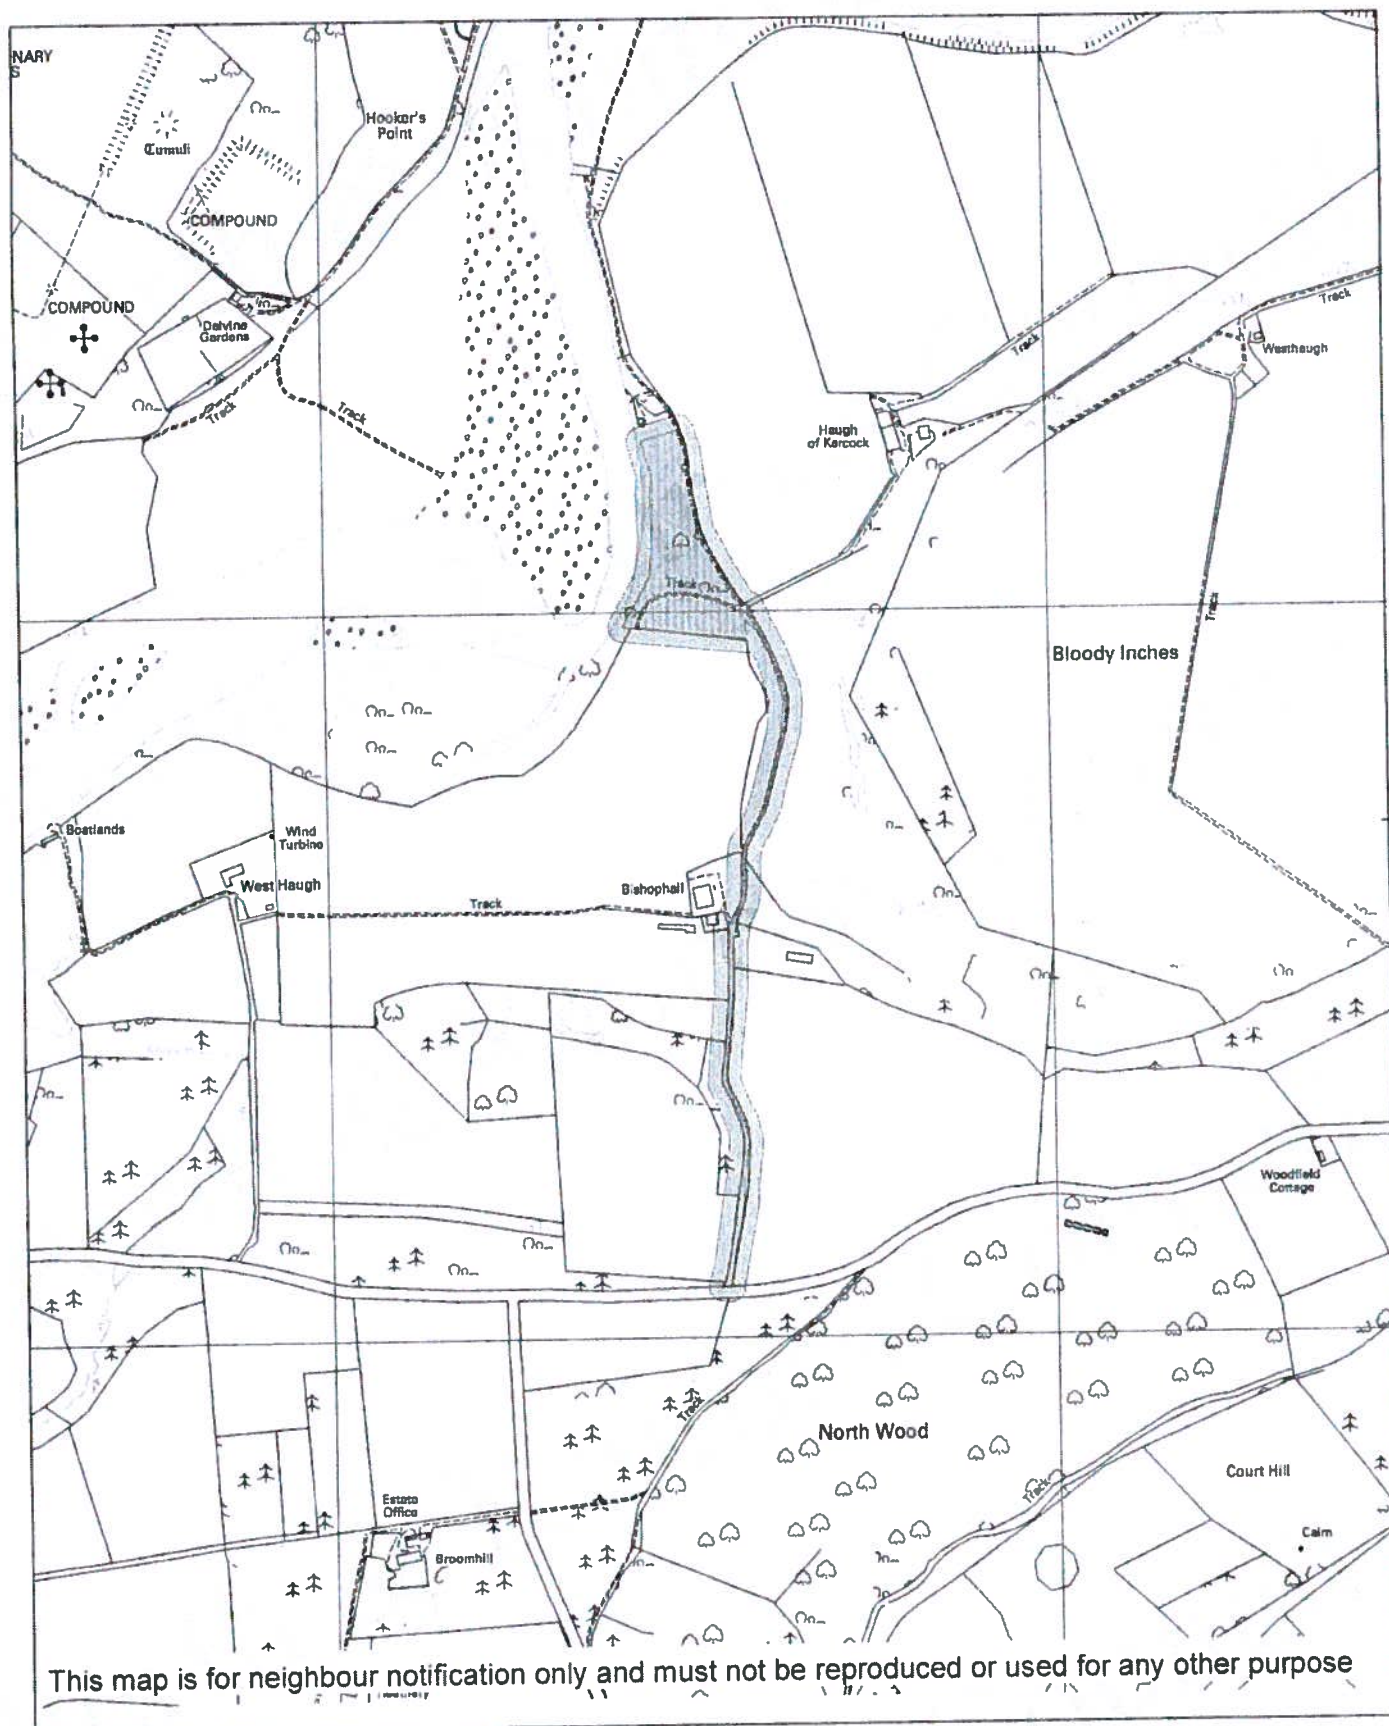 NARY
S
Hooker's
Point
Tumuli
COMPOUND
COMPOUND
Delvine
Gardens
Track
Track
Track
Track
Westhaugh
Haugh
of Kercock
Track
Track
Bloody Inches
Boatlands
Wind
Turbine
West Haugh
Bishophall
Track
Woodfield
Cottage
Track
North Wood
Track
Court Hill
Estate
Office
Cairn
Broomhill
This map is for neighbour notification only and must not be reproduced or used for any other purpose